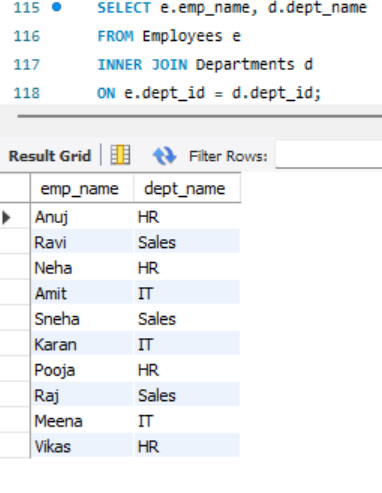 115 SELECT e.emp_name, d.dept_name
116 FROM Employees e
117 INNER JOIN Departments d
118 ON e.dept_id = d.dept_id;
Result Grid Filter Rows:
emp_name dept_name
Anuj HR
Ravi Sales
Neha HR
Amit IT
Sneha Sales
Karan IT
Pooja HR
Raj Sales
Meena IT
Vikas HR